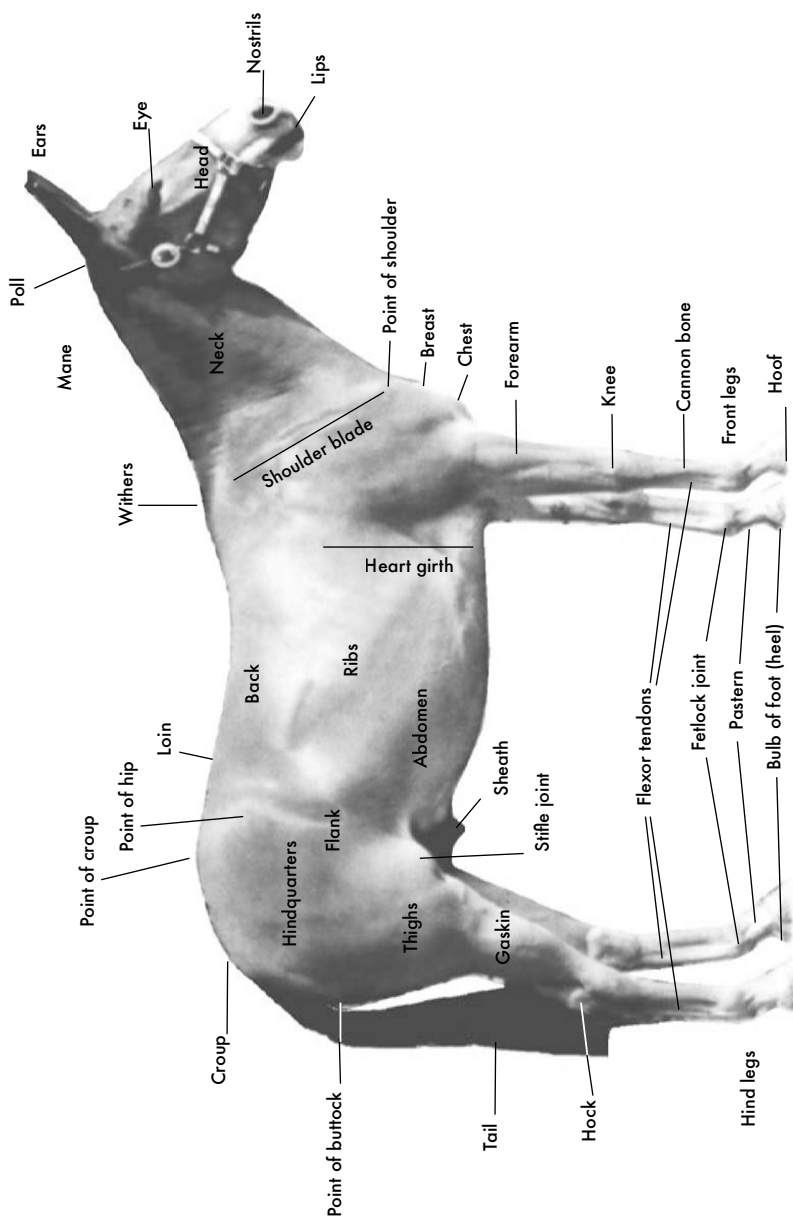 Ears
Eye
Nostrils
Lips
Head
Poll
Mane
Neck
Point of shoulder
Breast
Chest
Shoulder blade
Withers
Heart girth
Forearm
Knee
Cannon bone
Front legs
Hoof
Back
Ribs
Abdomen
Loin
Point of hip
Point of croup
Flank
Sheath
Stifle joint
Hindquarters
Thighs
Gaskin
Flexor tendons
Fetlock joint
Pastern
Bulb of foot (heel)
Croup
Point of buttock
Tail
Hock
Hind legs